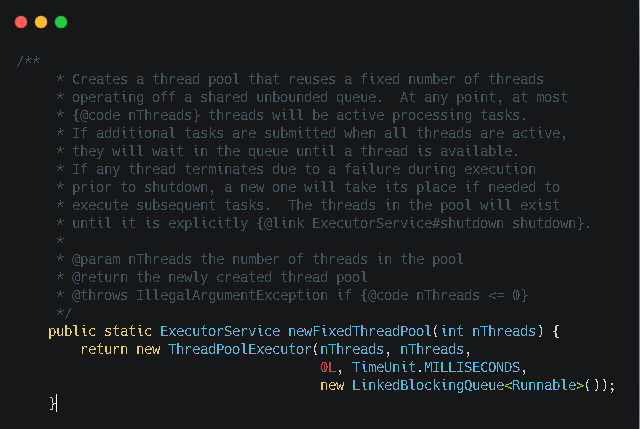 /**
     * Creates a thread pool that reuses a fixed number of threads
     * operating off a shared unbounded queue.  At any point, at most
     * {@code nThreads} threads will be active processing tasks.
     * If additional tasks are submitted when all threads are active,
     * they will wait in the queue until a thread is available.
     * If any thread terminates due to a failure during execution
     * prior to shutdown, a new one will take its place if needed to
     * execute subsequent tasks.  The threads in the pool will exist
     * until it is explicitly {@link ExecutorService#shutdown shutdown}.
     *
     * @param nThreads the number of threads in the pool
     * @return the newly created thread pool
     * @throws IllegalArgumentException if {@code nThreads <= 0}
     */
    public static ExecutorService newFixedThreadPool(int nThreads) {
        return new ThreadPoolExecutor(nThreads, nThreads,
                                      0L, TimeUnit.MILLISECONDS,
                                      new LinkedBlockingQueue<Runnable>());
    }